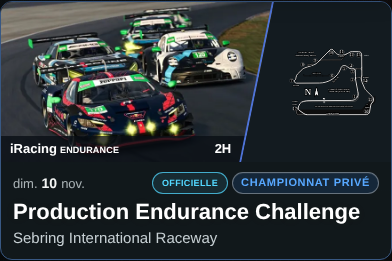 N
iRacing ENDURANCE
2H
dim. 10 nov.
OFFICIELLE
CHAMPIONNAT PRIVÉ
Production Endurance Challenge
Sebring International Raceway